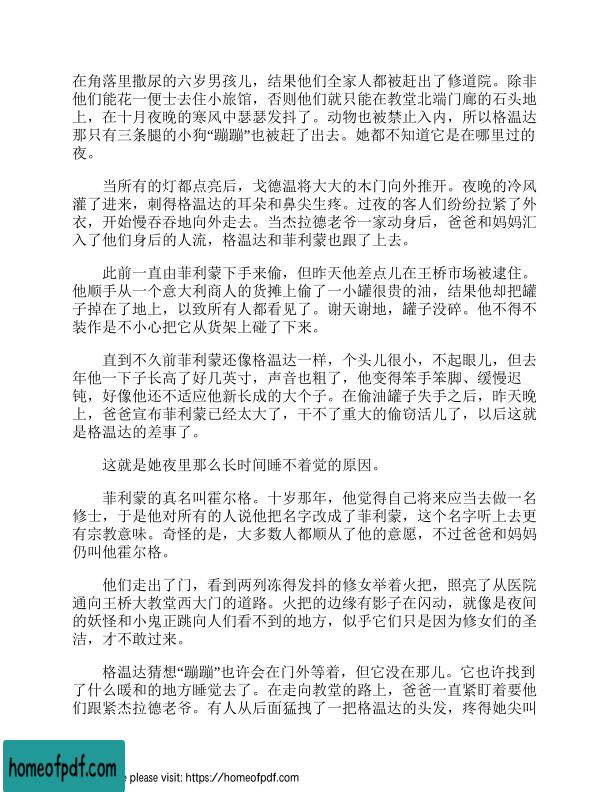 在角落里撒尿的六岁男孩儿，结果他们全家人都被赶出了修道院。除非
他们能花一便士去住小旅馆，否则他们就只能在教堂北端门廊的石头地
上，在十月夜晚的寒风中瑟瑟发抖了。动物也被禁止入内，所以格温达
那只有三条腿的小狗“蹦蹦”也被赶了出去。她都不知道它是在哪里过的
夜。
当所有的灯都点亮后，戈德温将大大的木门向外推开。夜晚的冷风
灌了进来，刺得格温达的耳朵和鼻尖生疼。过夜的客人们纷纷拉紧了外
衣，开始慢吞吞地向外走去。当杰拉德老爷一家动身后，爸爸和妈妈汇
入了他们身后的人流，格温达和菲利蒙也跟了上去。
此前一直由菲利蒙下手来偷，但昨天他差点儿在王桥市场被逮住。
他顺手从一个意大利商人的货摊上偷了一小罐很贵的油，结果他却把罐
子掉在了地上，以致所有人都看见了。谢天谢地，罐子没碎。他不得不
装作是不小心把它从货架上碰了下来。
直到不久前菲利蒙还像格温达一样，个头儿很小，不起眼儿，但去
年他一下子长高了好几英寸，声音也粗了，他变得笨手笨脚、缓慢迟
钝，好像他还不适应他新长成的大个子。在偷油罐子失手之后，昨天晚
上，爸爸宣布菲利蒙已经太大了，干不了重大的偷窃活儿了，以后这就
是格温达的差事了。
这就是她夜里那么长时间睡不着觉的原因。
菲利蒙的真名叫霍尔格。十岁那年，他觉得自己将来应当去做一名
修士，于是他对所有的人说他把名字改成了菲利蒙，这个名字听上去更
有宗教意味。奇怪的是，大多数人都顺从了他的意愿，不过爸爸和妈妈
仍叫他霍尔格。
他们走出了门，看到两列冻得发抖的修女举着火把，照亮了从医院
通向王桥大教堂西大门的道路。火把的边缘有影子在闪动，就像是夜间
的妖怪和小鬼正跳向人们看不到的地方，似乎它们只是因为修女们的圣
洁，才不敢过来。
格温达猜想“蹦蹦”也许会在门外等着，但它没在那儿。它也许找到
了什么暖和的地方睡觉去了。在走向教堂的路上，爸爸一直紧盯着要他
们跟紧杰拉德老爷。有人从后面猛拽了一把格温达的头发，疼得她尖叫
homeofpdf.com
e please visit: https://homeofpdf.com